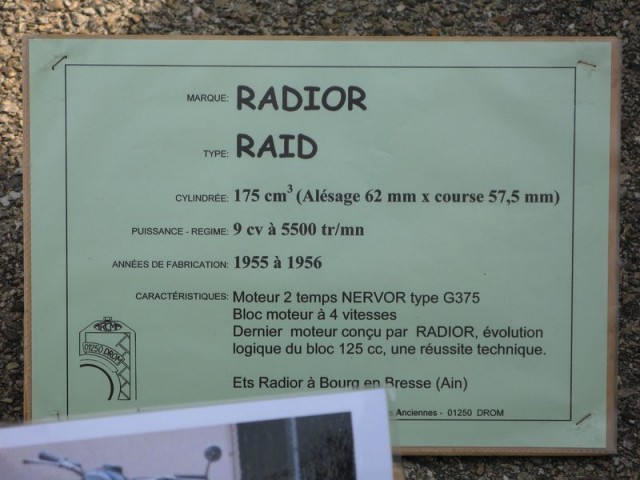 MARQUE: RADIOR
TYPE: RAID
CYLINDRÉE: 175 cm3 (Alésage 62 mm x course 57,5 mm)
PUISSANCE - REGIME: 9 cv à 5500 tr/mn
ANNÉES DE FABRICATION: 1955 à 1956
CARACTÉRISTIQUES: Moteur 2 temps NERVOR type G375
Bloc moteur à 4 vitesses
Dernier moteur conçu par RADIOR, évolution
logique du bloc 125 cc, une réussite technique.
Ets Radior à Bourg en Bresse (Ain)
RCM
01250 DROM
Anciennes - 01250 DROM